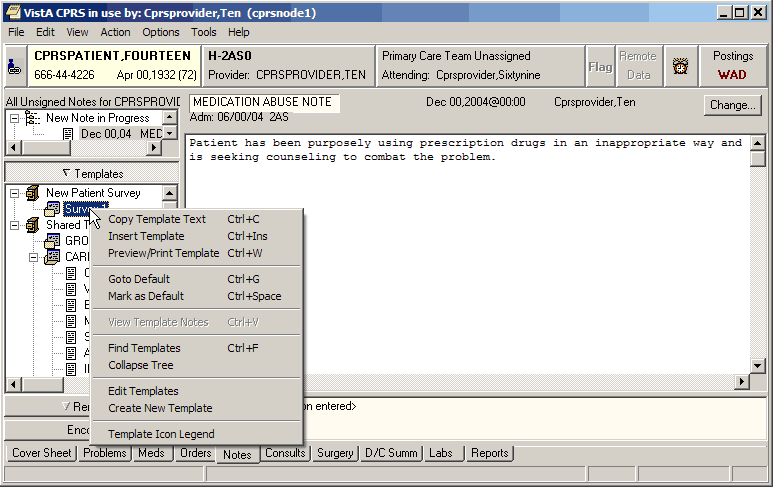 VistA CPRS in use by: Cprsprovider,Ten (cprsnode1)
File Edit View Action Options Tools Help
CPRSPATIENT,FOURTEEN
666-44-4226 Apr 00,1932 (72)
H-2AS0
Provider: CPRSPROVIDER,TEN
Primary Care Team Unassigned
Attending: Cprsprovider,Sixtynine
Flag
Remote
Data
Postings
WAD
All Unsigned Notes for CPRSPROVI
MEDICATION ABUSE NOTE Dec 00,2004@00:00 Cprsprovider,Ten
Adm: 06/00/04 2AS
Change...
New Note in Progress
Dec 00,04 MED
Templates
Patient has been purposely using prescription drugs in an inappropriate way and
is seeking counseling to combat the problem.
New Patient Survey
Survey
Shared T
GRO
CARI
Copy Template Text Ctrl+C
Insert Template Ctrl+Ins
Preview/Print Template Ctrl+W
Goto Default Ctrl+G
Mark as Default Ctrl+Space
View Template Notes Ctrl+V
Find Templates Ctrl+F
Collapse Tree
Edit Templates
Create New Template
Template Icon Legend
Re
Enco
on entered>
Cover Sheet Problems Meds Orders Notes Consults Surgery D/C Summ Labs Reports